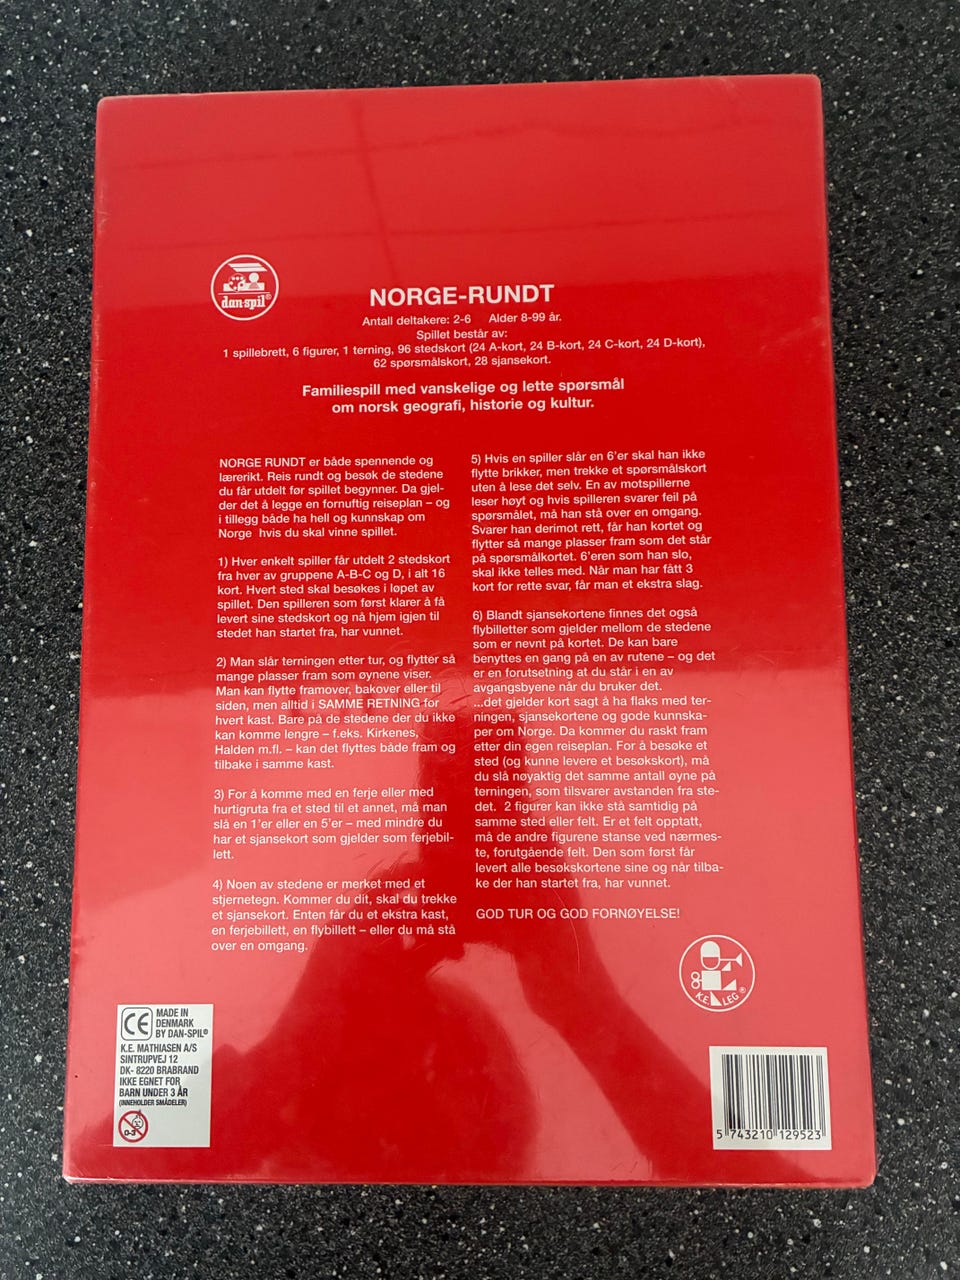 dan-spil®
NORGE-RUNDT
Antall deltakere: 2-6 Alder 8-99 år.
Spillet består av:
1 spillebrett, 6 figurer, 1 terning, 96 stedskort (24 A-kort, 24 B-kort, 24 C-kort, 24 D-kort),
62 spørsmålskort, 28 sjansekort.
Familiespill med vanskelige og lette spørsmål
om norsk geografi, historie og kultur.
NORGE RUNDT er både spennende og
lærerikt. Reis rundt og besøk de stedene
du får utdelt før spillet begynner. Da gjel-
der det å legge en fornuftig reiseplan – og
i tillegg både ha hell og kunnskap om
Norge hvis du skal vinne spillet.
1) Hver enkelt spiller får utdelt 2 stedskort
fra hver av gruppene A-B-C og D, i alt 16
kort. Hvert sted skal besøkes i løpet av
spillet. Den spilleren som først klarer å få
levert sine stedskort og nå hjem igjen til
stedet han startet fra, har vunnet.
2) Man slår terningen etter tur, og flytter så
mange plasser fram som øynene viser.
Man kan flytte framover, bakover eller til
siden, men alltid i SAMME RETNING for
hvert kast. Bare på de stedene der du ikke
kan komme lengre – f.eks. Kirkenes,
Halden m.fl. – kan det flyttes både fram og
tilbake i samme kast.
3) For å komme med en ferje eller med
hurtigruta fra et sted til et annet, må man
slå en 1'er eller en 5'er – med mindre du
har et sjansekort som gjelder som ferjebil-
lett.
4) Noen av stedene er merket med et
stjernetegn. Kommer du dit, skal du trekke
et sjansekort. Enten får du et ekstra kast,
en ferjebillett, en flybillett – eller du må stå
over en omgang.
5) Hvis en spiller slår en 6'er skal han ikke
flytte brikker, men trekke et spørsmålskort
uten å lese det selv. En av motspillerne
leser høyt og hvis spilleren svarer feil på
spørsmålet, må han stå over en omgang.
Svarer han derimot rett, får han kortet og
flytter så mange plasser fram som det står
på spørsmålkortet. 6'eren som han slo,
skal ikke telles med. Når man har fått 3
kort for rette svar, får man et ekstra slag.
6) Blandt sjansekortene finnes det også
flybilletter som gjelder mellom de stedene
som er nevnt på kortet. De kan bare
benyttes en gang på en av rutene – og det
er en forutsetning at du står i en av
avgangsbyene når du bruker det.
...det gjelder kort sagt å ha flaks med ter-
ningen, sjansekortene og gode kunnska-
per om Norge. Da kommer du raskt fram
etter din egen reiseplan. For å besøke et
sted (og kunne levere et besøkskort), må
du slå nøyaktig det samme antall øyne på
terningen, som tilsvarer avstanden fra ste-
det. 2 figurer kan ikke stå samtidig på
samme sted eller felt. Er et felt opptatt,
må de andre figurene stanse ved nærmes-
te, forutgående felt. Den som først får
levert alle besøkskortene sine og når tilba-
ke der han startet fra, har vunnet.
GOD TUR OG GOD FORNØYELSE!
K.E. LEG®
CE
MADE IN
DENMARK
BY DAN-SPIL®
K.E. MATHIASEN A/S
SINTRUPVEJ 12
DK- 8220 BRABRAND
IKKE EGNET FOR
BARN UNDER 3 ÅR
(INNEHOLDER SMÅDELER)
0-3
5 743210 129523